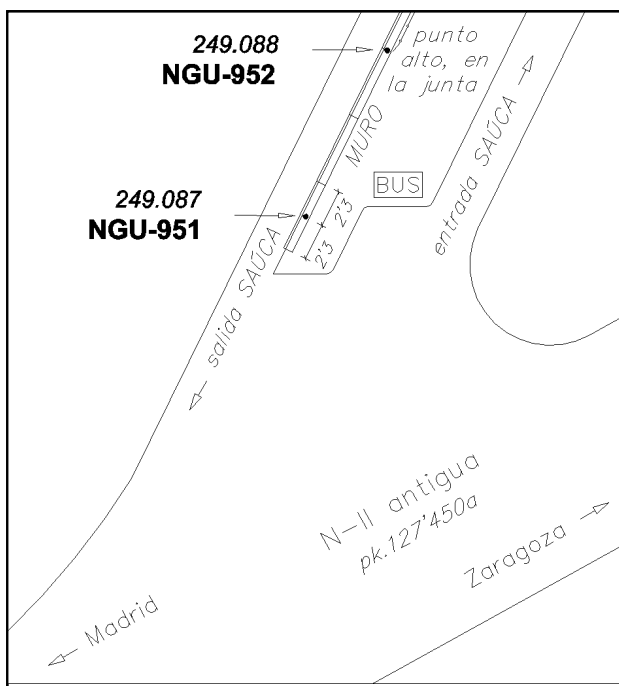 249.088
NGU-952
punto
alto, en
la junta
MURO
BUS
249.087
NGU-951
2'3
2'3
salida SAÚCA
entrada SAÚCA
N-II antigua
pk.127'450a
Zaragoza
Madrid